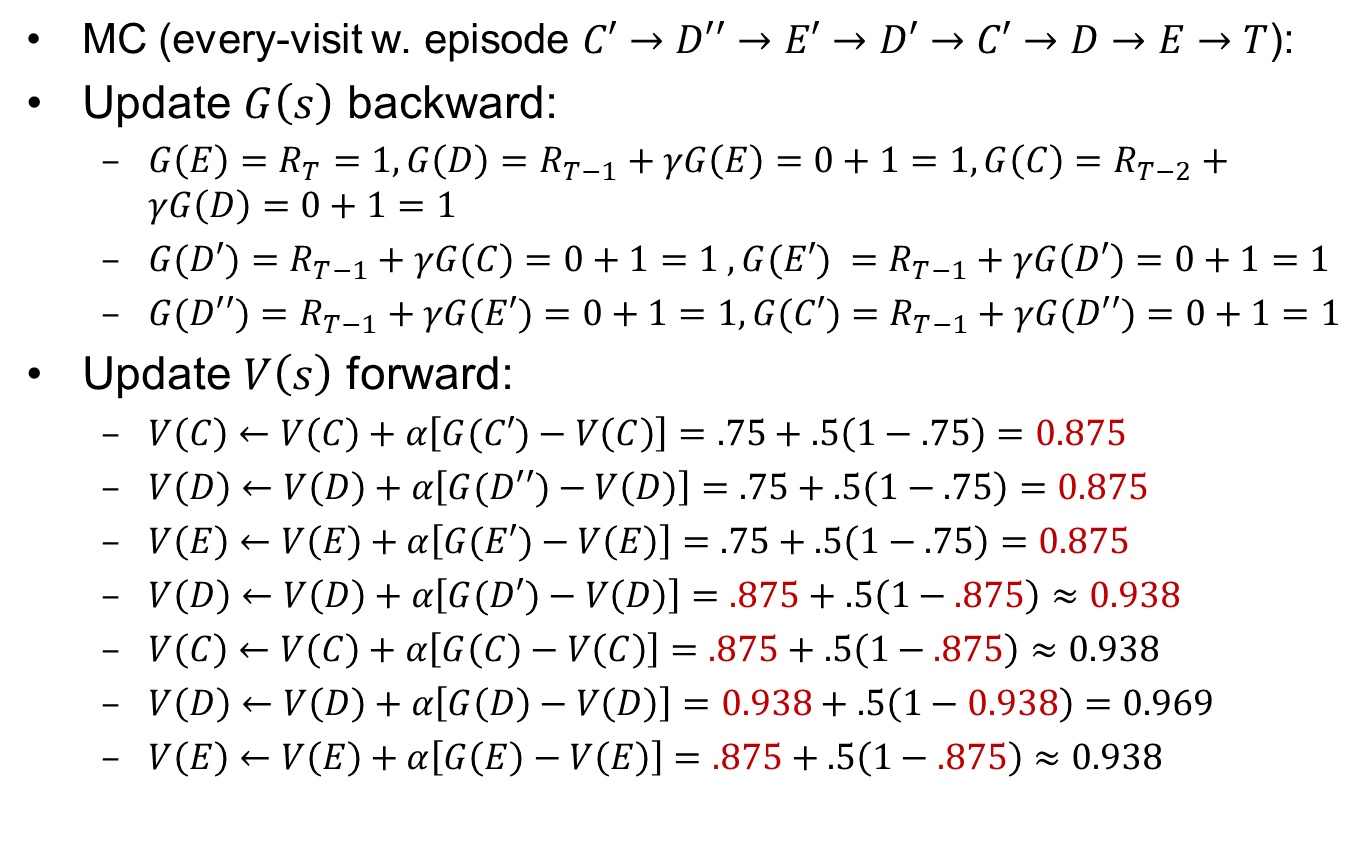 • MC (every-visit w. episode C′ → D′′ → E′ → D′ → C′ → D → E → T):
• Update G(s) backward:
– G(E) = R_T = 1, G(D) = R_{T−1} + γG(E) = 0 + 1 = 1, G(C) = R_{T−2} +
γG(D) = 0 + 1 = 1
– G(D′) = R_{T−1} + γG(C) = 0 + 1 = 1 , G(E′) = R_{T−1} + γG(D′) = 0 + 1 = 1
– G(D′′) = R_{T−1} + γG(E′) = 0 + 1 = 1, G(C′) = R_{T−1} + γG(D′′) = 0 + 1 = 1
• Update V(s) forward:
– V(C) ← V(C) + α[G(C′) − V(C)] = .75 + .5(1 − .75) = 0.875
– V(D) ← V(D) + α[G(D′′) − V(D)] = .75 + .5(1 − .75) = 0.875
– V(E) ← V(E) + α[G(E′) − V(E)] = .75 + .5(1 − .75) = 0.875
– V(D) ← V(D) + α[G(D′) − V(D)] = .875 + .5(1 − .875) ≈ 0.938
– V(C) ← V(C) + α[G(C) − V(C)] = .875 + .5(1 − .875) ≈ 0.938
– V(D) ← V(D) + α[G(D) − V(D)] = 0.938 + .5(1 − 0.938) = 0.969
– V(E) ← V(E) + α[G(E) − V(E)] = .875 + .5(1 − .875) ≈ 0.938